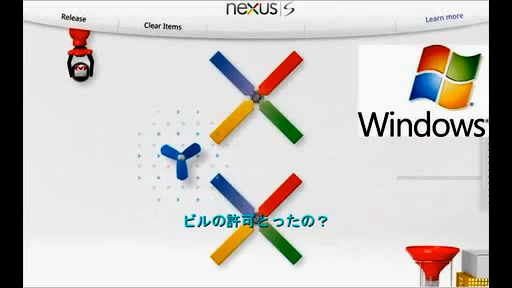 nexus S
Release
Clear Items
Learn more
Windows
ビルの許可とったの？